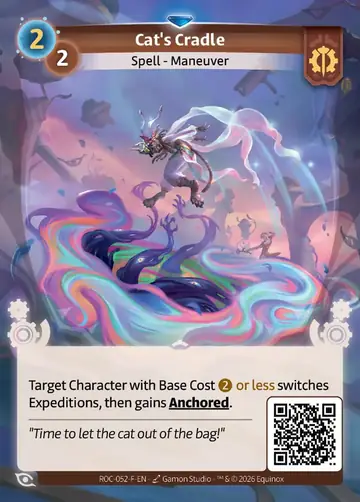 2
2
Cat's Cradle
Spell - Maneuver
Target Character with Base Cost 2 or less switches
Expeditions, then gains Anchored.
"Time to let the cat out of the bag!"
ROC-052-F-EN - Gamon Studio - ™ & © 2026 Equinox